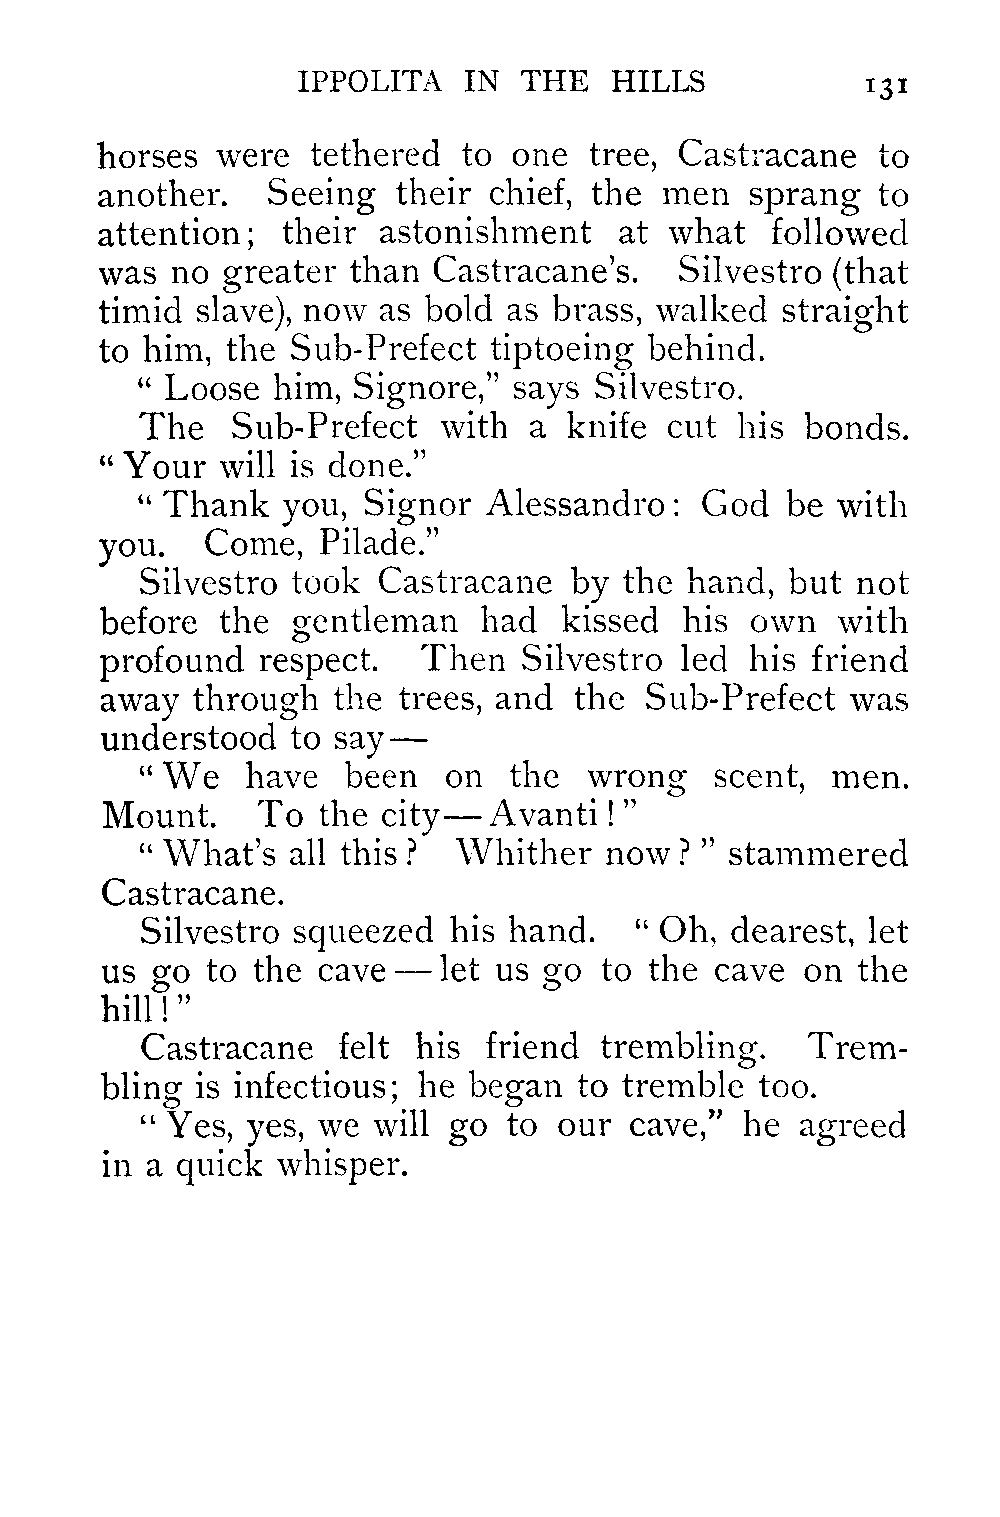 IPPOLITA IN THE HILLS 131
horses were tethered to one tree, Castracane to
another. Seeing their chief, the men sprang to
attention; their astonishment at what followed
was no greater than Castracane's. Silvestro (that
timid slave), now as bold as brass, walked straight
to him, the Sub-Prefect tiptoeing behind.
“ Loose him, Signore,” says Silvestro.
The Sub-Prefect with a knife cut his bonds.
“ Your will is done.”
“ Thank you, Signor Alessandro: God be with
you. Come, Pilade.”
Silvestro took Castracane by the hand, but not
before the gentleman had kissed his own with
profound respect. Then Silvestro led his friend
away through the trees, and the Sub-Prefect was
understood to say—
“ We have been on the wrong scent, men.
Mount. To the city—Avanti ! ”
“ What's all this ? Whither now ? ” stammered
Castracane.
Silvestro squeezed his hand. “ Oh, dearest, let
us go to the cave — let us go to the cave on the
hill ! ”
Castracane felt his friend trembling. Trem-
bling is infectious; he began to tremble too.
“ Yes, yes, we will go to our cave,” he agreed
in a quick whisper.